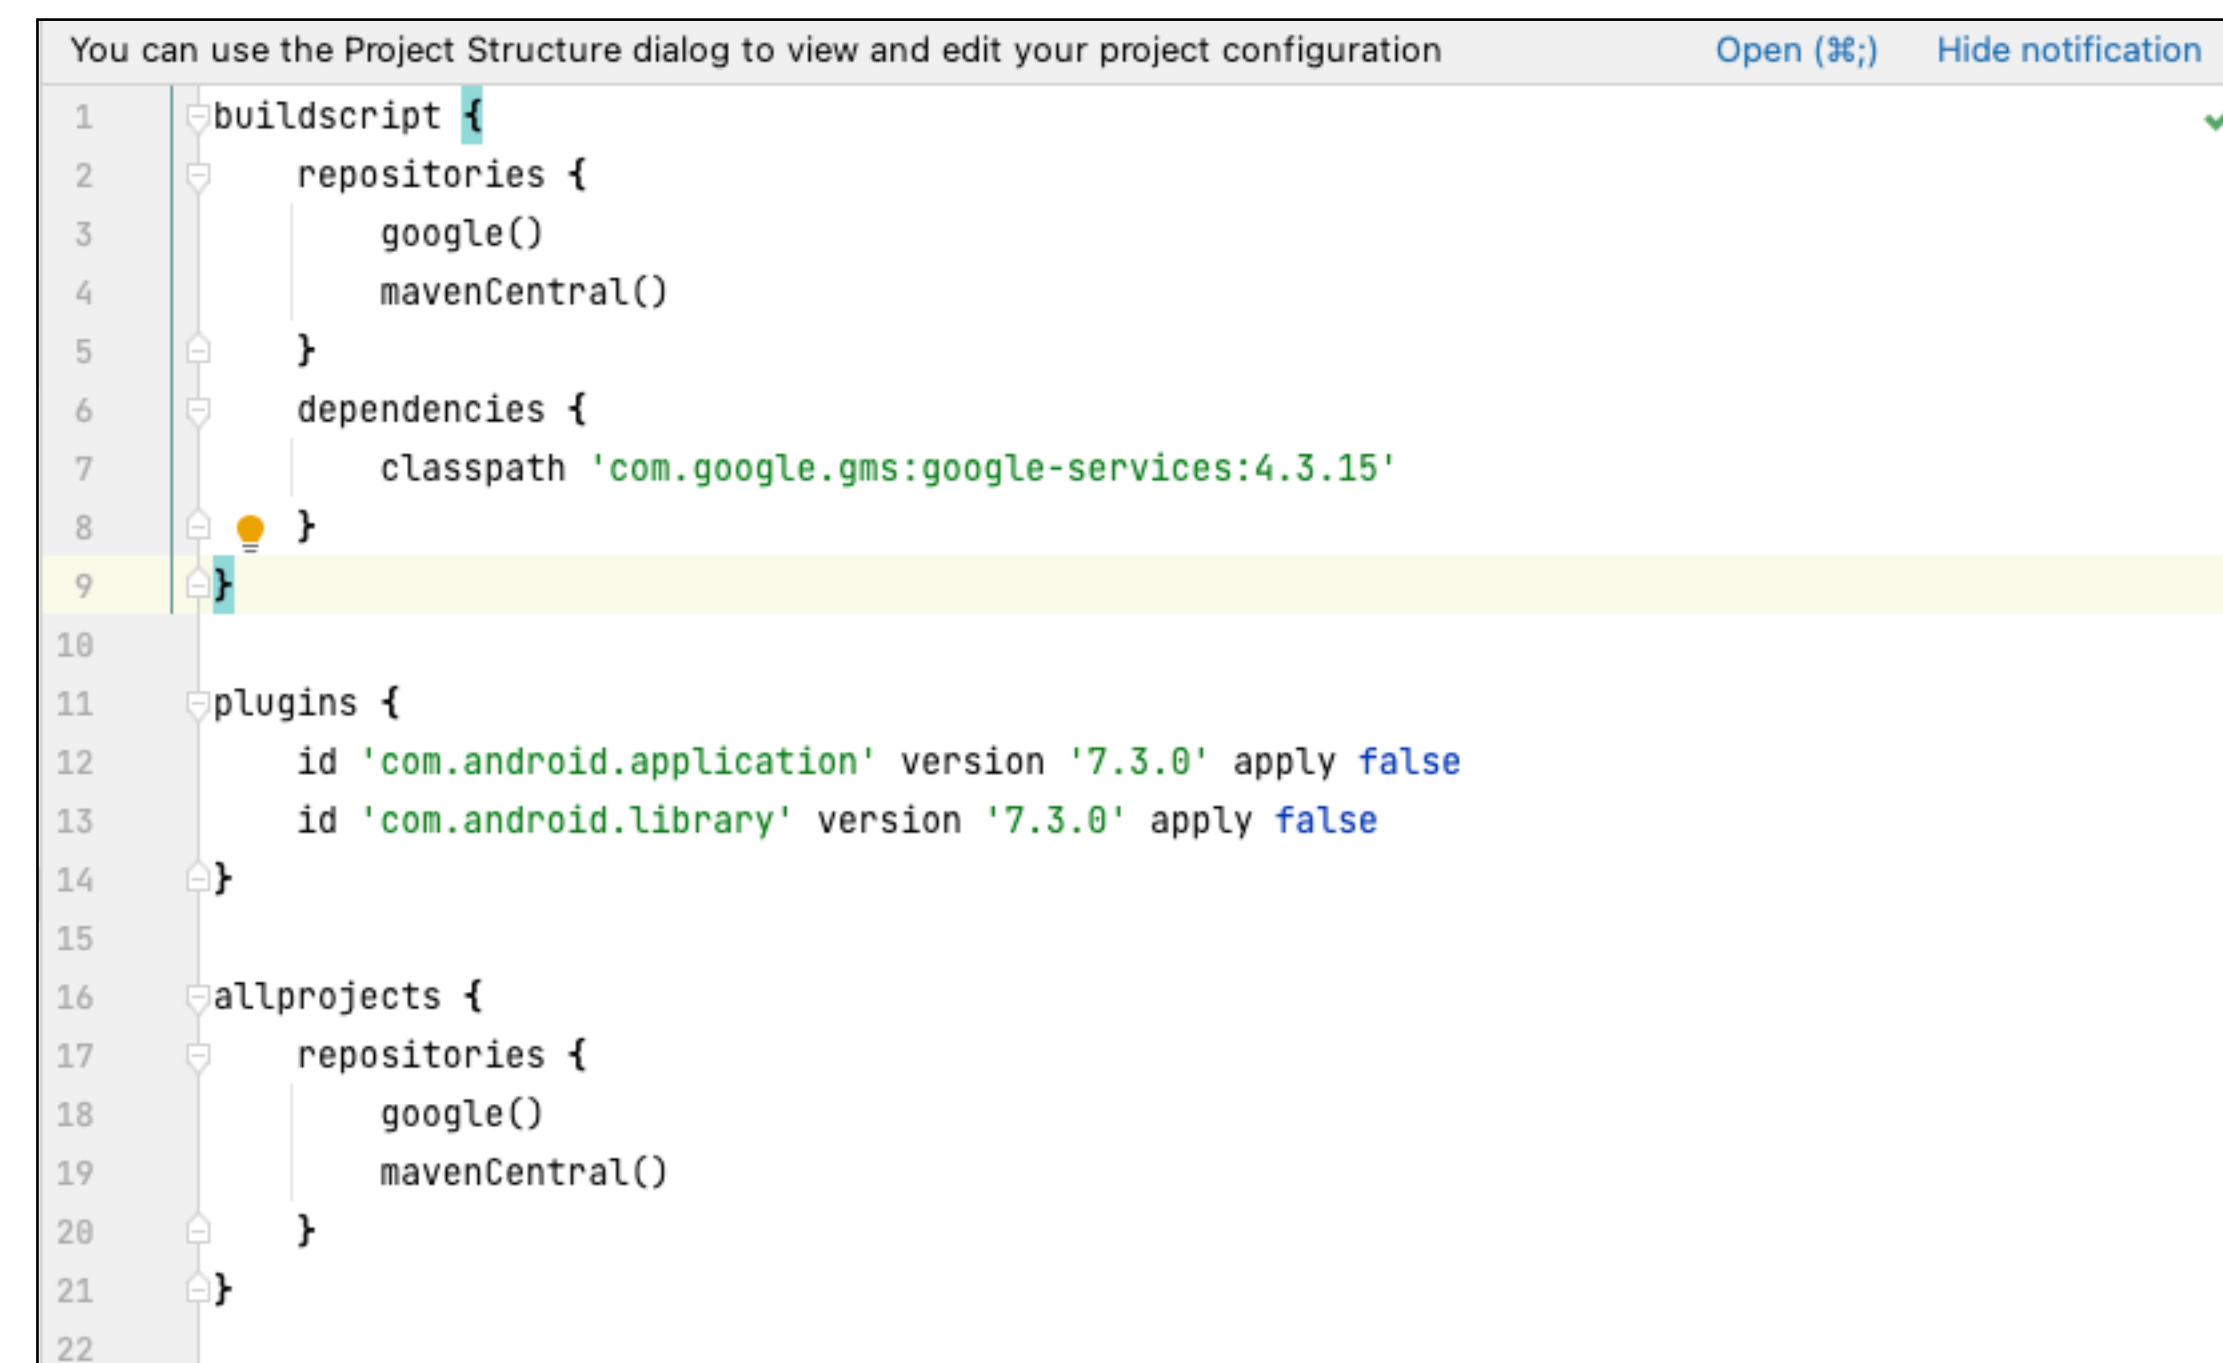 You can use the Project Structure dialog to view and edit your project configuration Open (⌘;) Hide notification
1 buildscript {
2 repositories {
3 google()
4 mavenCentral()
5 }
6 dependencies {
7 classpath 'com.google.gms:google-services:4.3.15'
8 }
9 }
10
11 plugins {
12 id 'com.android.application' version '7.3.0' apply false
13 id 'com.android.library' version '7.3.0' apply false
14 }
15
16 allprojects {
17 repositories {
18 google()
19 mavenCentral()
20 }
21 }
22